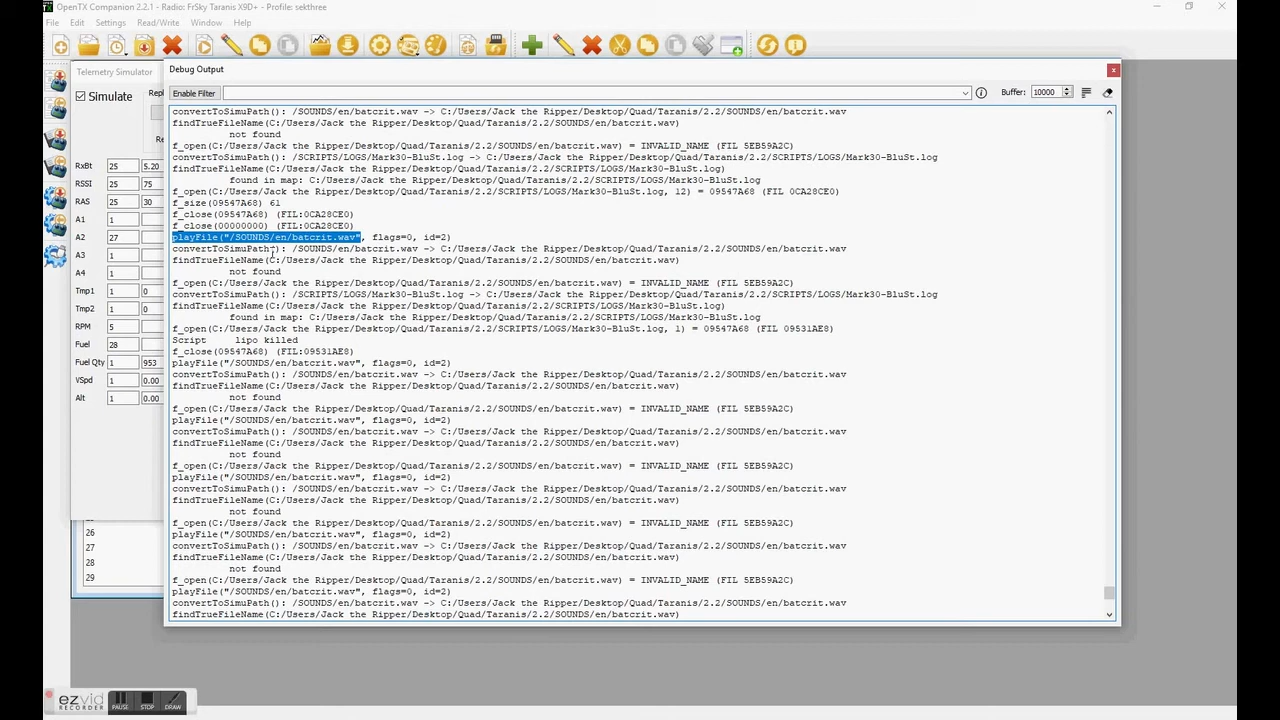 OpenTX Companion 2.2.1 - Radio: FrSky Taranis X9D+ - Profile: sekthree
File Edit Settings Read/Write Window Help
Telemetry Simulator
Debug Output
Simulate
Enable Filter
Buffer: 10000
RxBt 25 5.20
RSSI 25 75
RAS 25 30
A1 1
A2 27
A3 1
A4 1
Tmp1 1 0
Tmp2 1 0
RPM 5
Fuel 28
Fuel Qty 1 953
VSpd 1 0.00
Alt 1 0.00
26
27
28
29
convertToSimuPath(): /SOUNDS/en/batcrit.wav -> C:/Users/Jack the Ripper/Desktop/Quad/Taranis/2.2/SOUNDS/en/batcrit.wav
findTrueFileName(C:/Users/Jack the Ripper/Desktop/Quad/Taranis/2.2/SOUNDS/en/batcrit.wav)
not found
f_open(C:/Users/Jack the Ripper/Desktop/Quad/Taranis/2.2/SOUNDS/en/batcrit.wav) = INVALID_NAME (FIL 5EB59A2C)
convertToSimuPath(): /SCRIPTS/LOGS/Mark30-BluSt.log -> C:/Users/Jack the Ripper/Desktop/Quad/Taranis/2.2/SCRIPTS/LOGS/Mark30-BluSt.log
findTrueFileName(C:/Users/Jack the Ripper/Desktop/Quad/Taranis/2.2/SCRIPTS/LOGS/Mark30-BluSt.log)
found in map: C:/Users/Jack the Ripper/Desktop/Quad/Taranis/2.2/SCRIPTS/LOGS/Mark30-BluSt.log
f_open(C:/Users/Jack the Ripper/Desktop/Quad/Taranis/2.2/SCRIPTS/LOGS/Mark30-BluSt.log, 12) = 09547A68 (FIL 0CA28CE0)
f_size(09547A68) 61
f_close(09547A68) (FIL:0CA28CE0)
f_close(00000000) (FIL:0CA28CE0)
playFile("/SOUNDS/en/batcrit.wav", flags=0, id=2)
convertToSimuPath(): /SOUNDS/en/batcrit.wav -> C:/Users/Jack the Ripper/Desktop/Quad/Taranis/2.2/SOUNDS/en/batcrit.wav
findTrueFileName(C:/Users/Jack the Ripper/Desktop/Quad/Taranis/2.2/SOUNDS/en/batcrit.wav)
not found
f_open(C:/Users/Jack the Ripper/Desktop/Quad/Taranis/2.2/SOUNDS/en/batcrit.wav) = INVALID_NAME (FIL 5EB59A2C)
convertToSimuPath(): /SCRIPTS/LOGS/Mark30-BluSt.log -> C:/Users/Jack the Ripper/Desktop/Quad/Taranis/2.2/SCRIPTS/LOGS/Mark30-BluSt.log
findTrueFileName(C:/Users/Jack the Ripper/Desktop/Quad/Taranis/2.2/SCRIPTS/LOGS/Mark30-BluSt.log)
found in map: C:/Users/Jack the Ripper/Desktop/Quad/Taranis/2.2/SCRIPTS/LOGS/Mark30-BluSt.log
f_open(C:/Users/Jack the Ripper/Desktop/Quad/Taranis/2.2/SCRIPTS/LOGS/Mark30-BluSt.log, 1) = 09547A68 (FIL 09531AE8)
Script lipo killed
f_close(09547A68) (FIL:09531AE8)
playFile("/SOUNDS/en/batcrit.wav", flags=0, id=2)
convertToSimuPath(): /SOUNDS/en/batcrit.wav -> C:/Users/Jack the Ripper/Desktop/Quad/Taranis/2.2/SOUNDS/en/batcrit.wav
findTrueFileName(C:/Users/Jack the Ripper/Desktop/Quad/Taranis/2.2/SOUNDS/en/batcrit.wav)
not found
f_open(C:/Users/Jack the Ripper/Desktop/Quad/Taranis/2.2/SOUNDS/en/batcrit.wav) = INVALID_NAME (FIL 5EB59A2C)
playFile("/SOUNDS/en/batcrit.wav", flags=0, id=2)
convertToSimuPath(): /SOUNDS/en/batcrit.wav -> C:/Users/Jack the Ripper/Desktop/Quad/Taranis/2.2/SOUNDS/en/batcrit.wav
findTrueFileName(C:/Users/Jack the Ripper/Desktop/Quad/Taranis/2.2/SOUNDS/en/batcrit.wav)
not found
f_open(C:/Users/Jack the Ripper/Desktop/Quad/Taranis/2.2/SOUNDS/en/batcrit.wav) = INVALID_NAME (FIL 5EB59A2C)
playFile("/SOUNDS/en/batcrit.wav", flags=0, id=2)
convertToSimuPath(): /SOUNDS/en/batcrit.wav -> C:/Users/Jack the Ripper/Desktop/Quad/Taranis/2.2/SOUNDS/en/batcrit.wav
findTrueFileName(C:/Users/Jack the Ripper/Desktop/Quad/Taranis/2.2/SOUNDS/en/batcrit.wav)
not found
f_open(C:/Users/Jack the Ripper/Desktop/Quad/Taranis/2.2/SOUNDS/en/batcrit.wav) = INVALID_NAME (FIL 5EB59A2C)
playFile("/SOUNDS/en/batcrit.wav", flags=0, id=2)
convertToSimuPath(): /SOUNDS/en/batcrit.wav -> C:/Users/Jack the Ripper/Desktop/Quad/Taranis/2.2/SOUNDS/en/batcrit.wav
findTrueFileName(C:/Users/Jack the Ripper/Desktop/Quad/Taranis/2.2/SOUNDS/en/batcrit.wav)
not found
f_open(C:/Users/Jack the Ripper/Desktop/Quad/Taranis/2.2/SOUNDS/en/batcrit.wav) = INVALID_NAME (FIL 5EB59A2C)
playFile("/SOUNDS/en/batcrit.wav", flags=0, id=2)
convertToSimuPath(): /SOUNDS/en/batcrit.wav -> C:/Users/Jack the Ripper/Desktop/Quad/Taranis/2.2/SOUNDS/en/batcrit.wav
findTrueFileName(C:/Users/Jack the Ripper/Desktop/Quad/Taranis/2.2/SOUNDS/en/batcrit.wav)
ezvid
RECORDER
PAUSE STOP DRAW